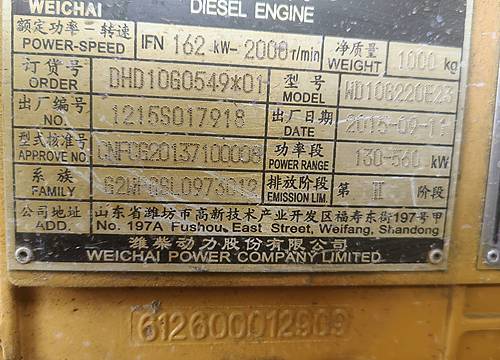 WEICHAI DIESEL ENGINE
额定功率－转速 IFN 162 kW- 2000 r/min 净质量 1000 kg
POWER-SPEED WEIGHT
订货号 DHD10G0549*01 型号 WD10G220E23
ORDER MODEL
出厂编号 1215S017918 出厂日期 2015-09-11
NO. DATE
型式核准号 CNFCG20137100008 功率段 130-560 kW
APPROVE NO. POWER RANGE
系族 排放阶段 第 II 阶段
FAMILY EMISSION LIM.
公司地址 山东省潍坊市高新技术产业开发区福寿东街197号甲
ADD. No. 197A Fushou, East Street, Weifang, Shandong
潍柴动力股份有限公司
WEICHAI POWER COMPANY LIMITED
612600012909